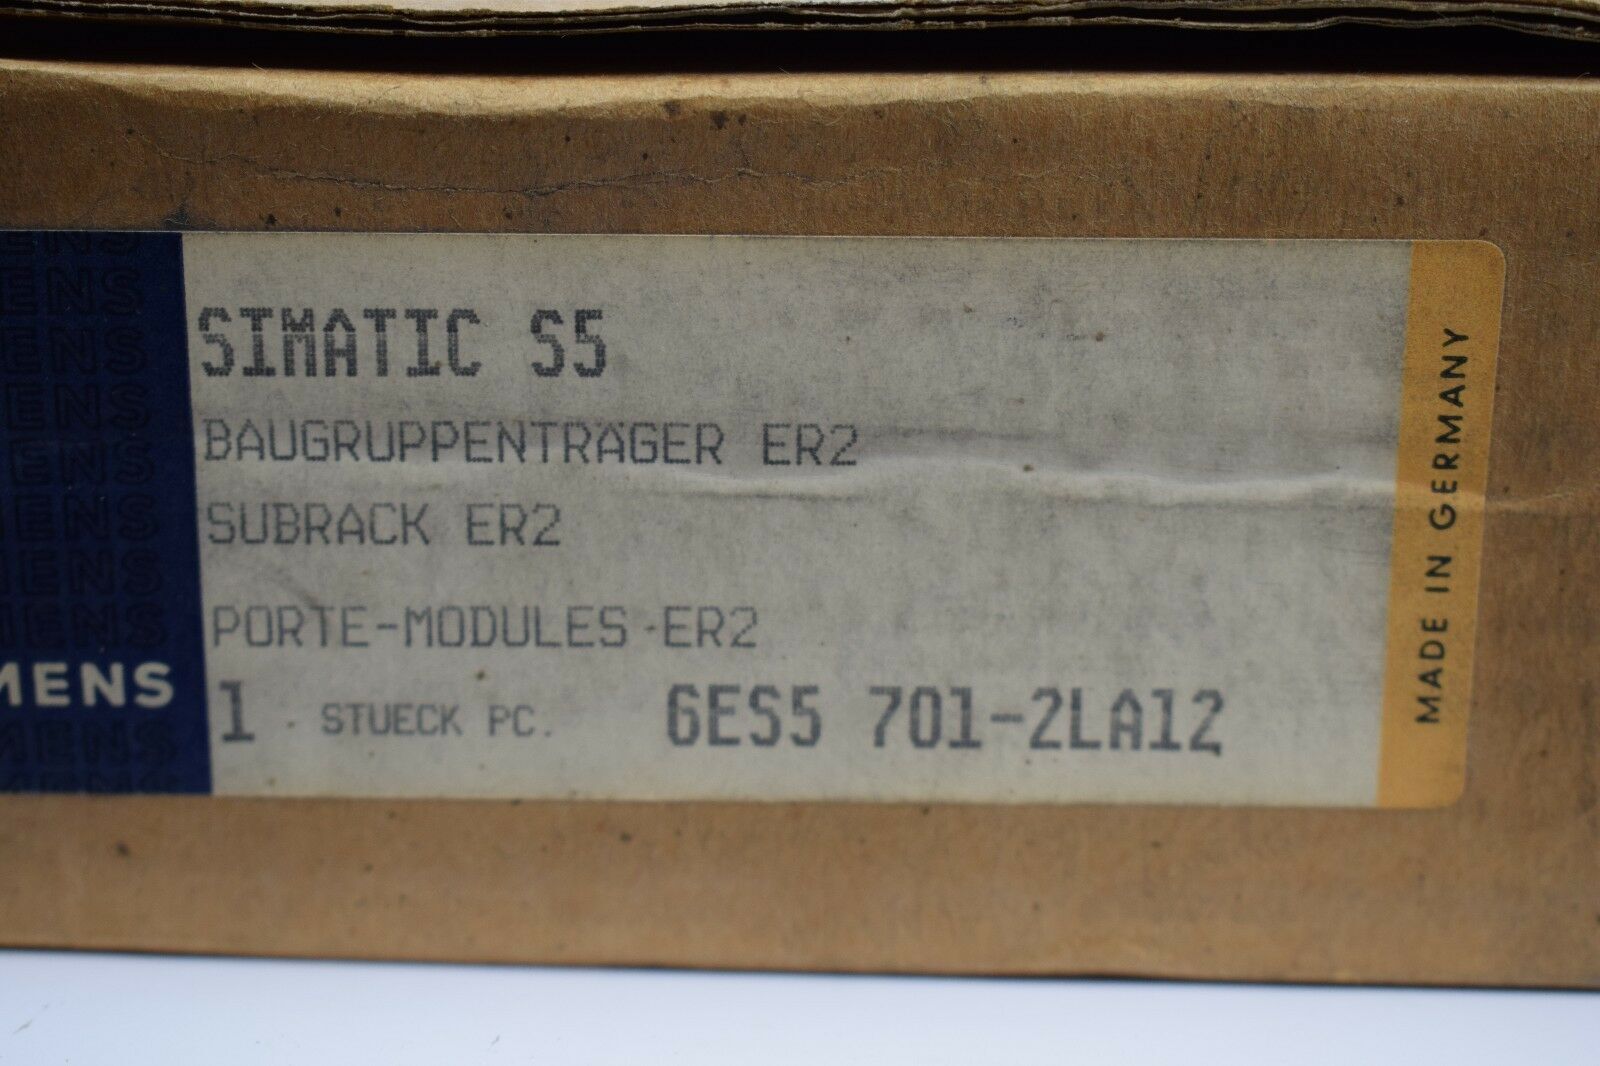 SIMATIC S5
BAUGRUPPENTRÄGER ER2
SUBRACK ER2
PORTE-MODULES ER2
MENS
1 STUECK PC. 6ES5 701-2LA12
MADE IN GERMANY